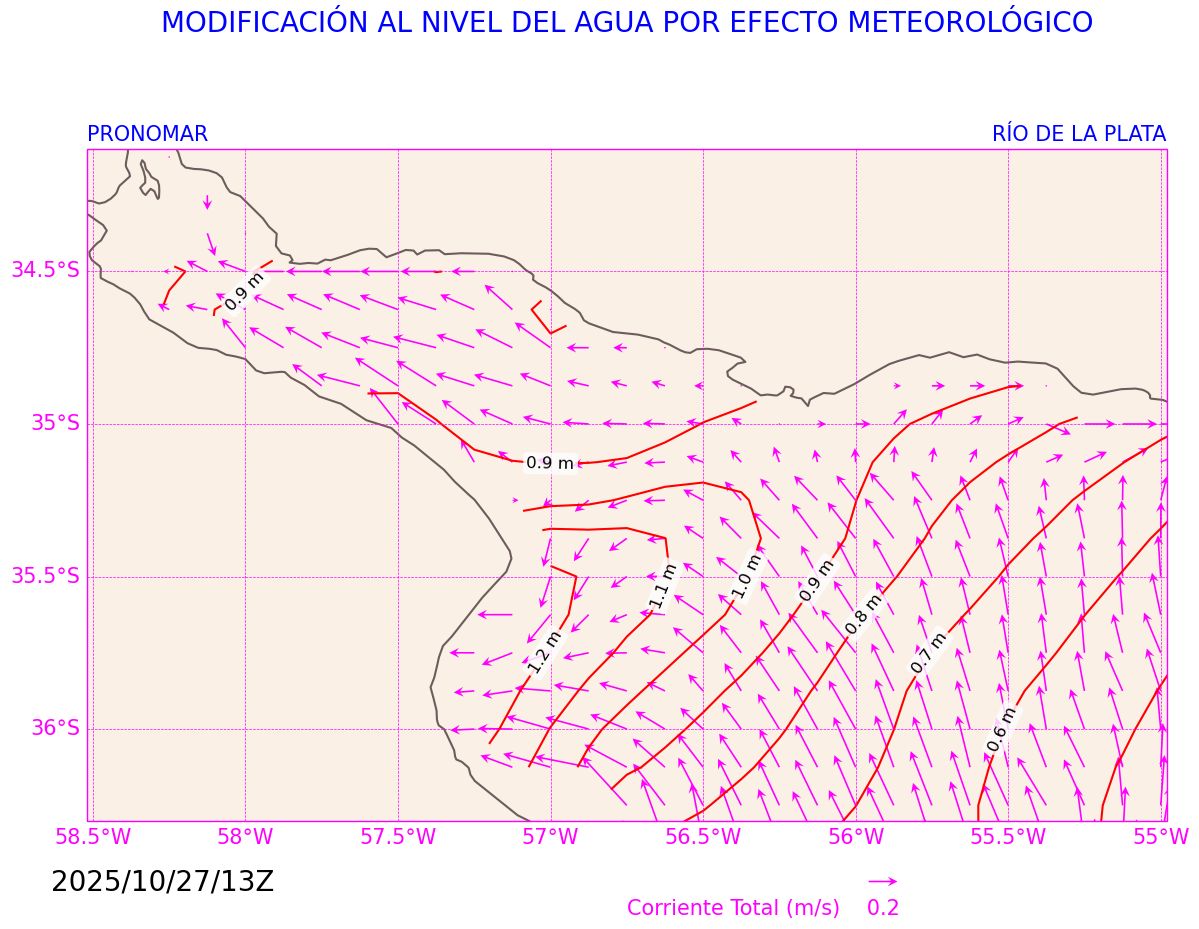 MODIFICACIÓN AL NIVEL DEL AGUA POR EFECTO METEOROLÓGICO
PRONOMAR
RÍO DE LA PLATA
34.5°S
35°S
35.5°S
36°S
0.9 m
0.9 m
1.2 m
1.1 m
1.0 m
0.9 m
0.8 m
0.7 m
0.6 m
58.5°W 58°W 57.5°W 57°W 56.5°W 56°W 55.5°W 55°W
2025/10/27/13Z
Corriente Total (m/s) 0.2